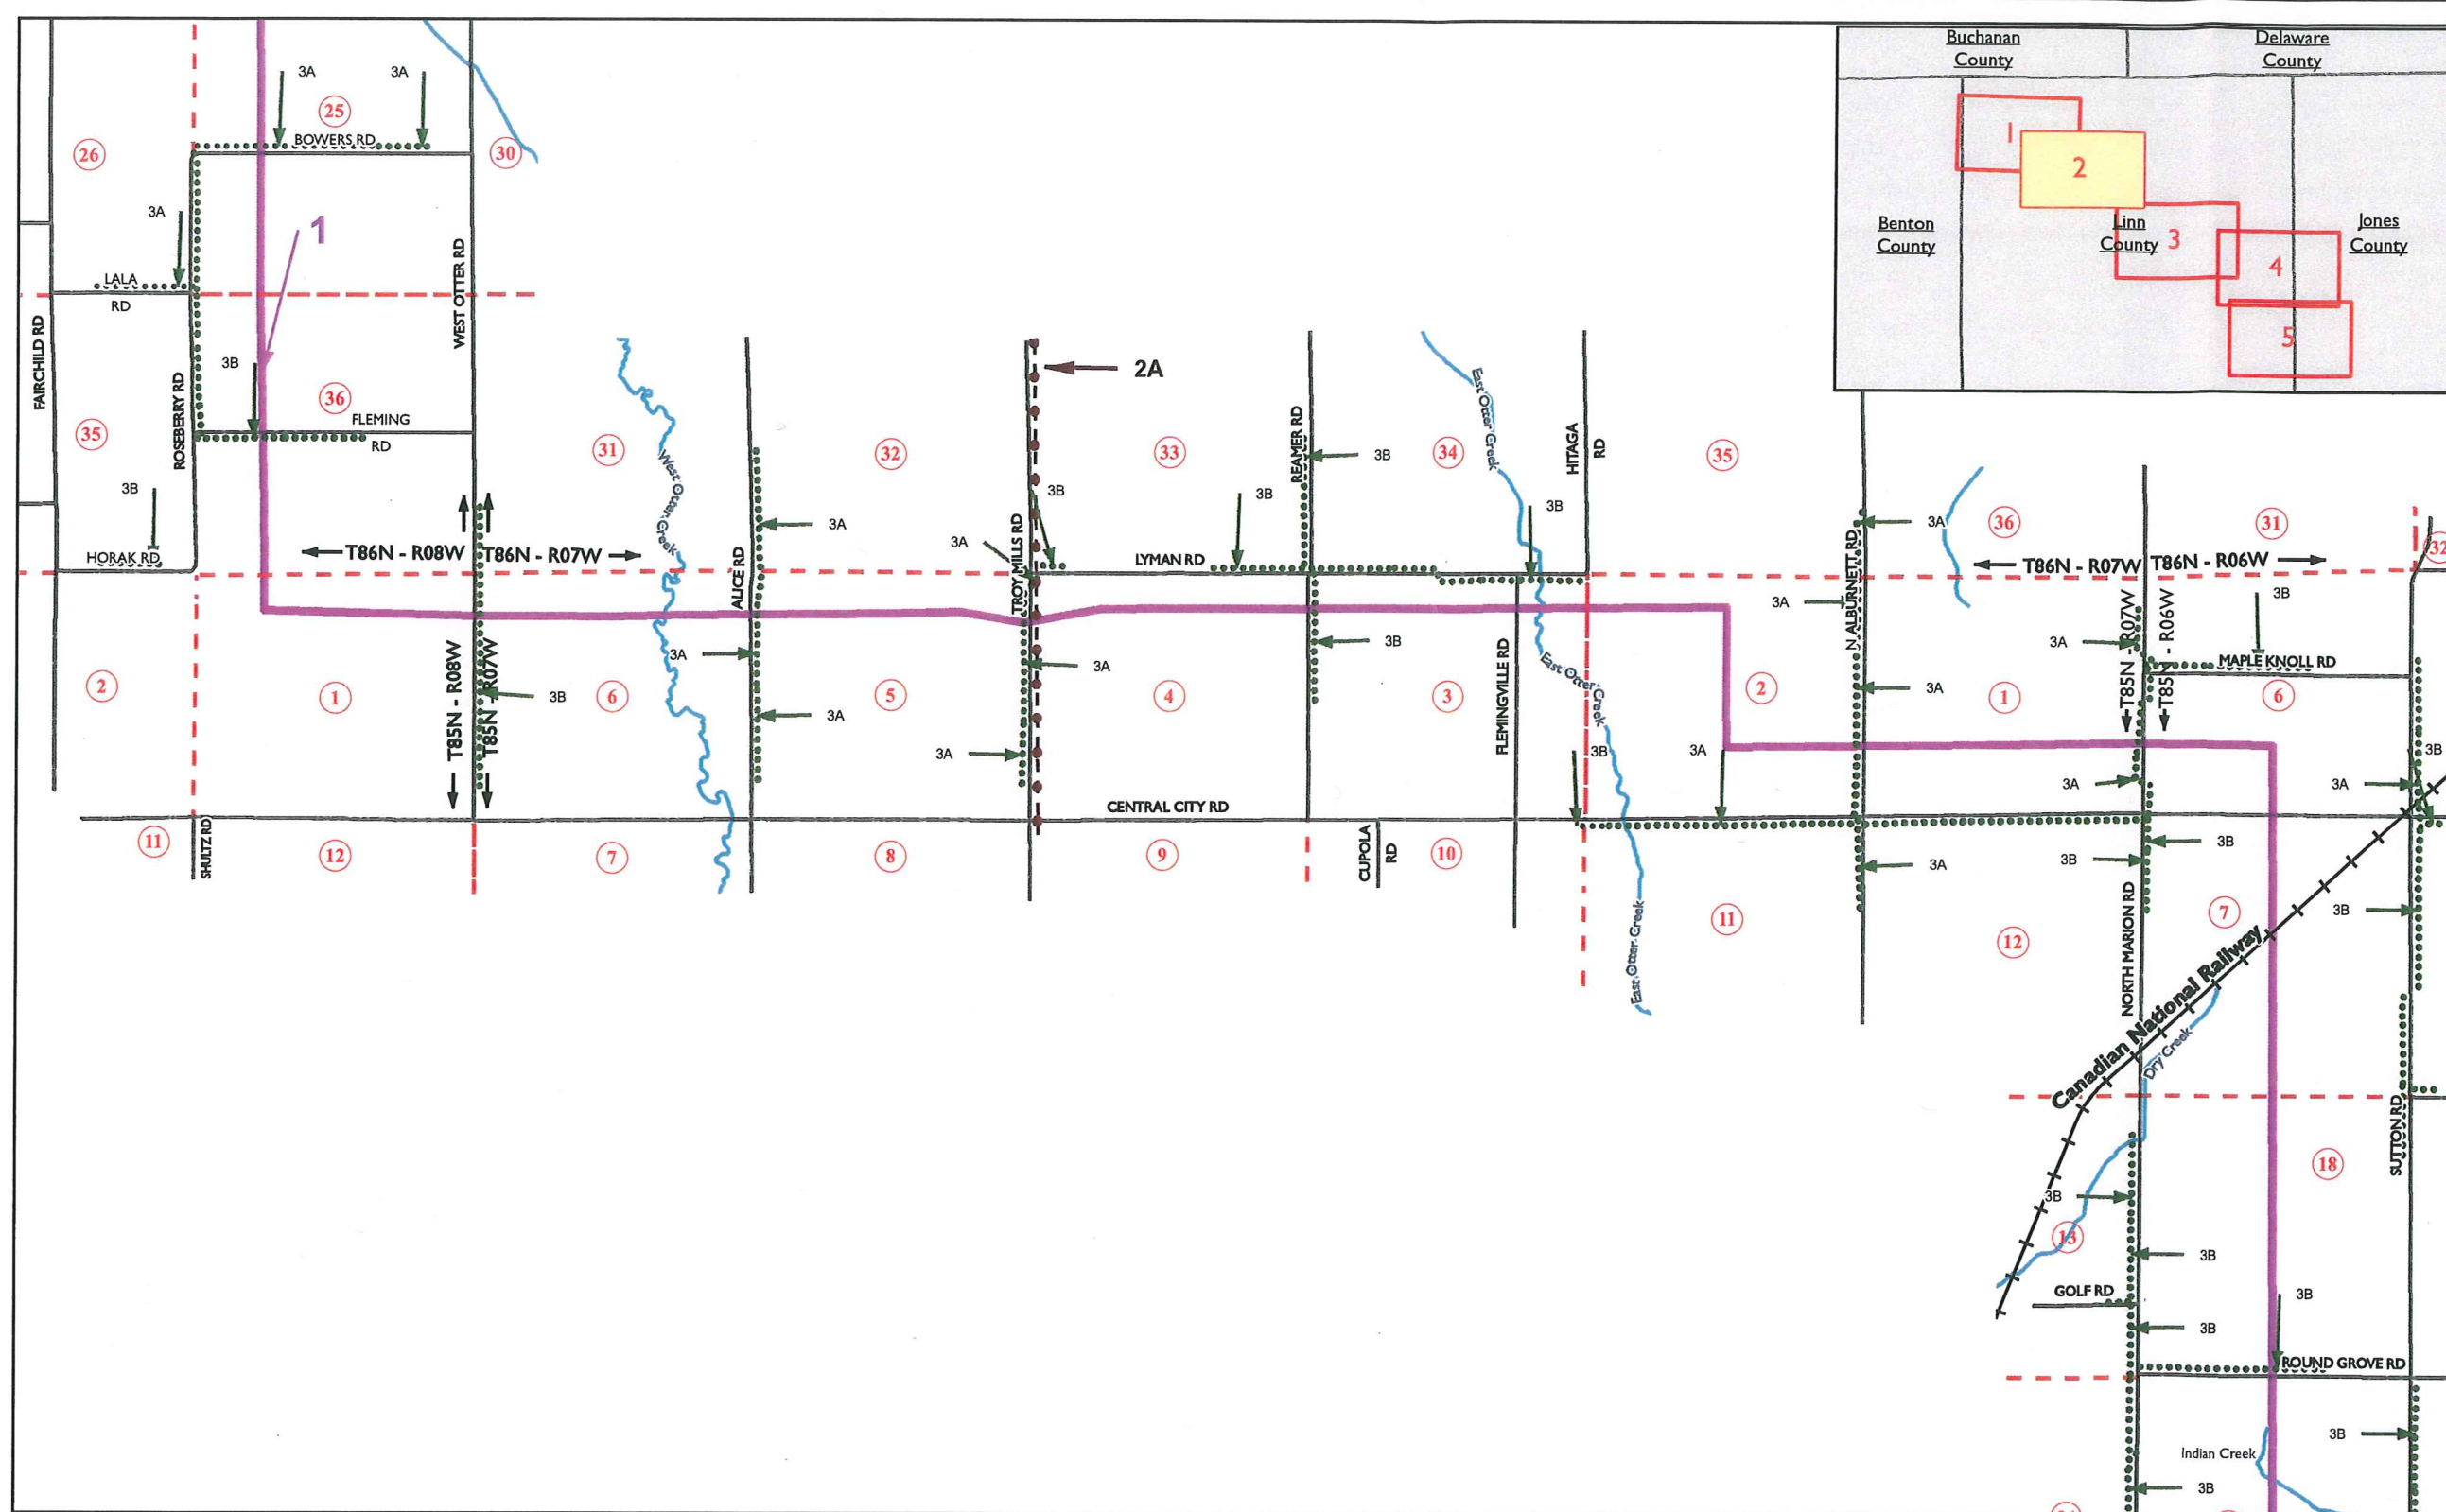 Buchanan
County
Delaware
County
Benton
County
Linn
County
Jones
County
1
2
3
4
5
3A
3A
25
BOWERS RD
26
30
3A
1
LALA
RD
FAIRCHILD RD
WEST OTTER RD
3B
36
FLEMING
RD
35
ROSEBERRY RD
3B
HORAK RD
T86N - R08W
T86N - R07W
31
West Otter Creek
32
3A
ALICE RD
2A
3B
3A
TROY MILLS RD
33
3B
LYMAN RD
REAMER RD
3B
34
East Otter Creek
3B
HITAGA
RD
35
3A
N ALBURNETT RD
3A
36
T86N - R07W
T86N - R06W
31
32
3B
2
1
T85N - R08W
T85N - R07W
3B
6
3A
3A
5
3A
3A
4
3B
3
FLEMINGVILLE RD
East Otter Creek
2
3A
1
3A
T85N - R07W
T85N - R06W
MAPLE KNOLL RD
6
3B
3A
3B
3A
3A
CENTRAL CITY RD
11
SHULTZ RD
12
7
8
9
CUPOLA
RD
10
East Otter Creek
11
3A
12
3B
3B
NORTH MARION RD
7
3B
Canadian National Railway
Dry Creek
SUTTON RD
18
3B
13
3B
GOLF RD
3B
3B
ROUND GROVE RD
3B
Indian Creek
3B